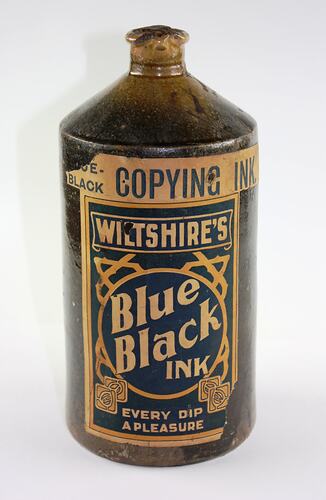 BLACK COPYING INK.
WILTSHIRE'S
Blue
Black
INK
EVERY DIP
A PLEASURE